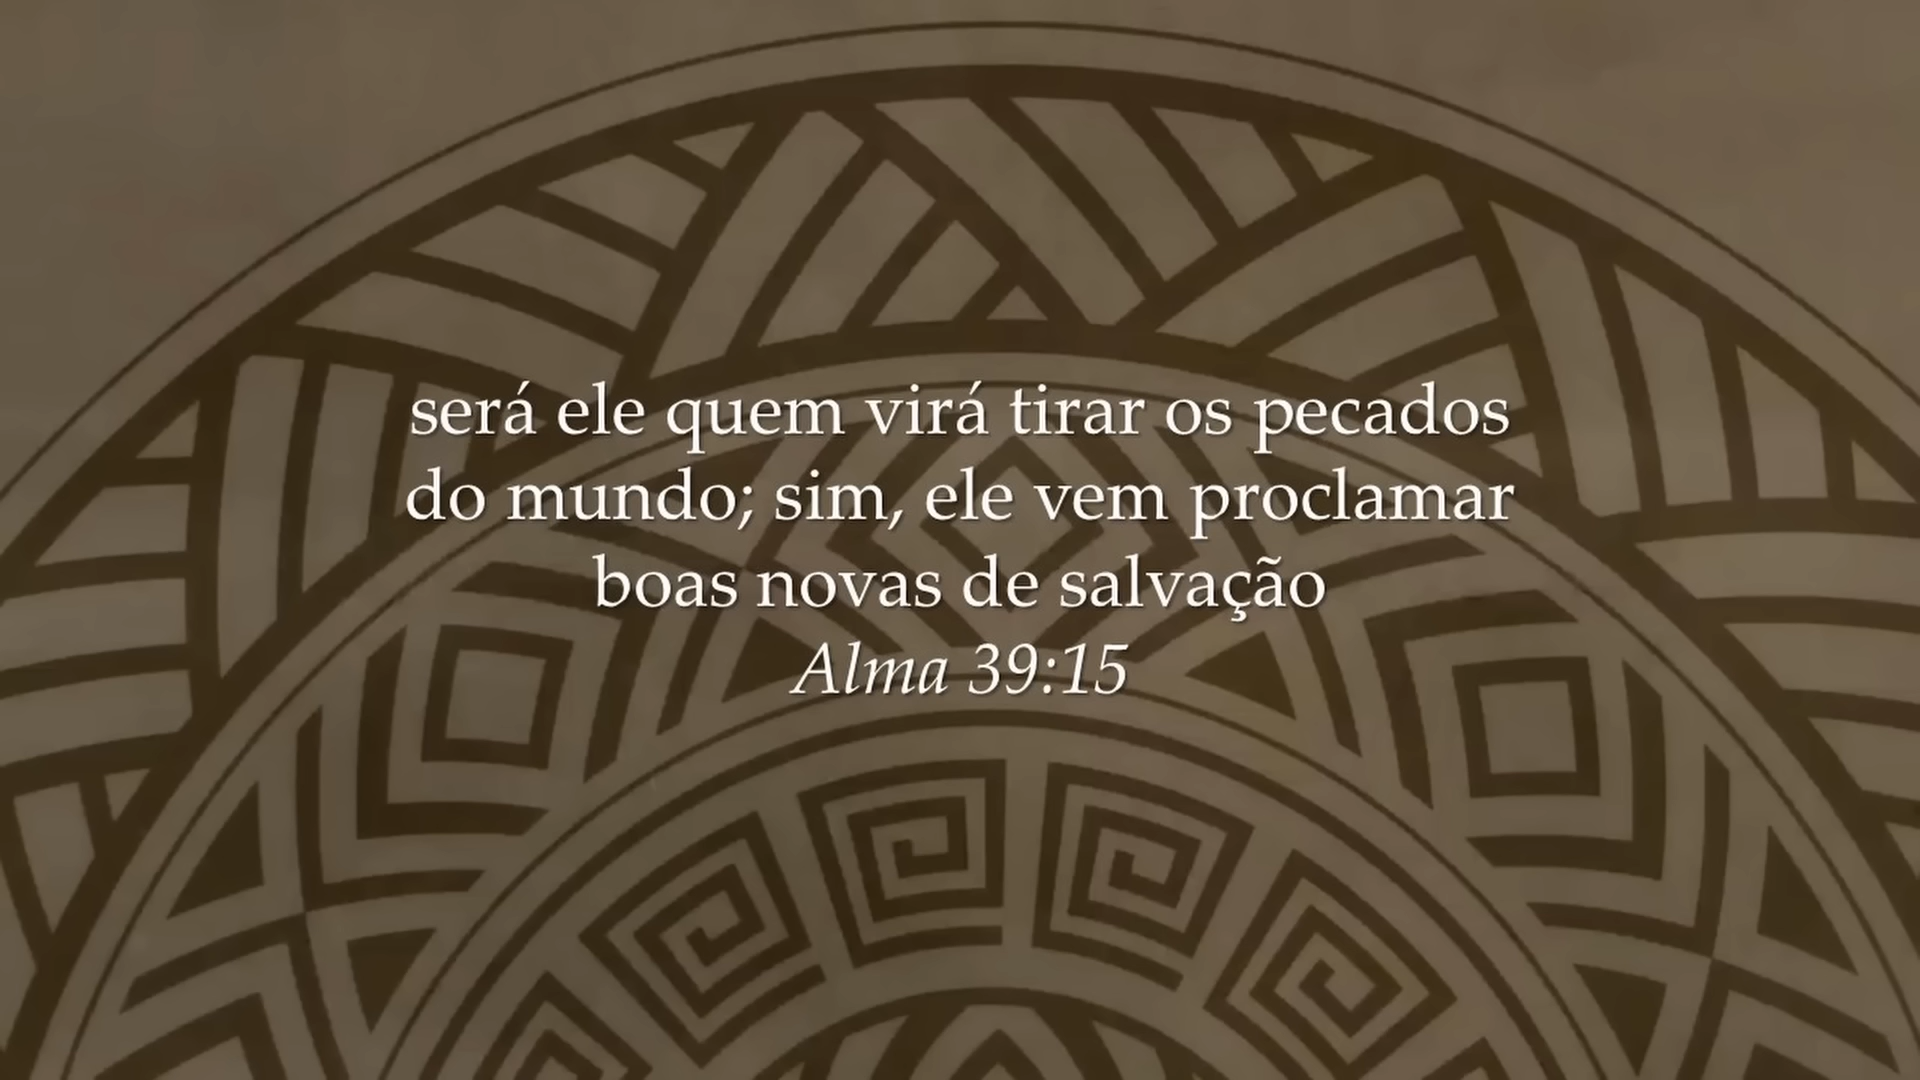 será ele quem virá tirar os pecados
do mundo; sim, ele vem proclamar
boas novas de salvação
Alma 39:15